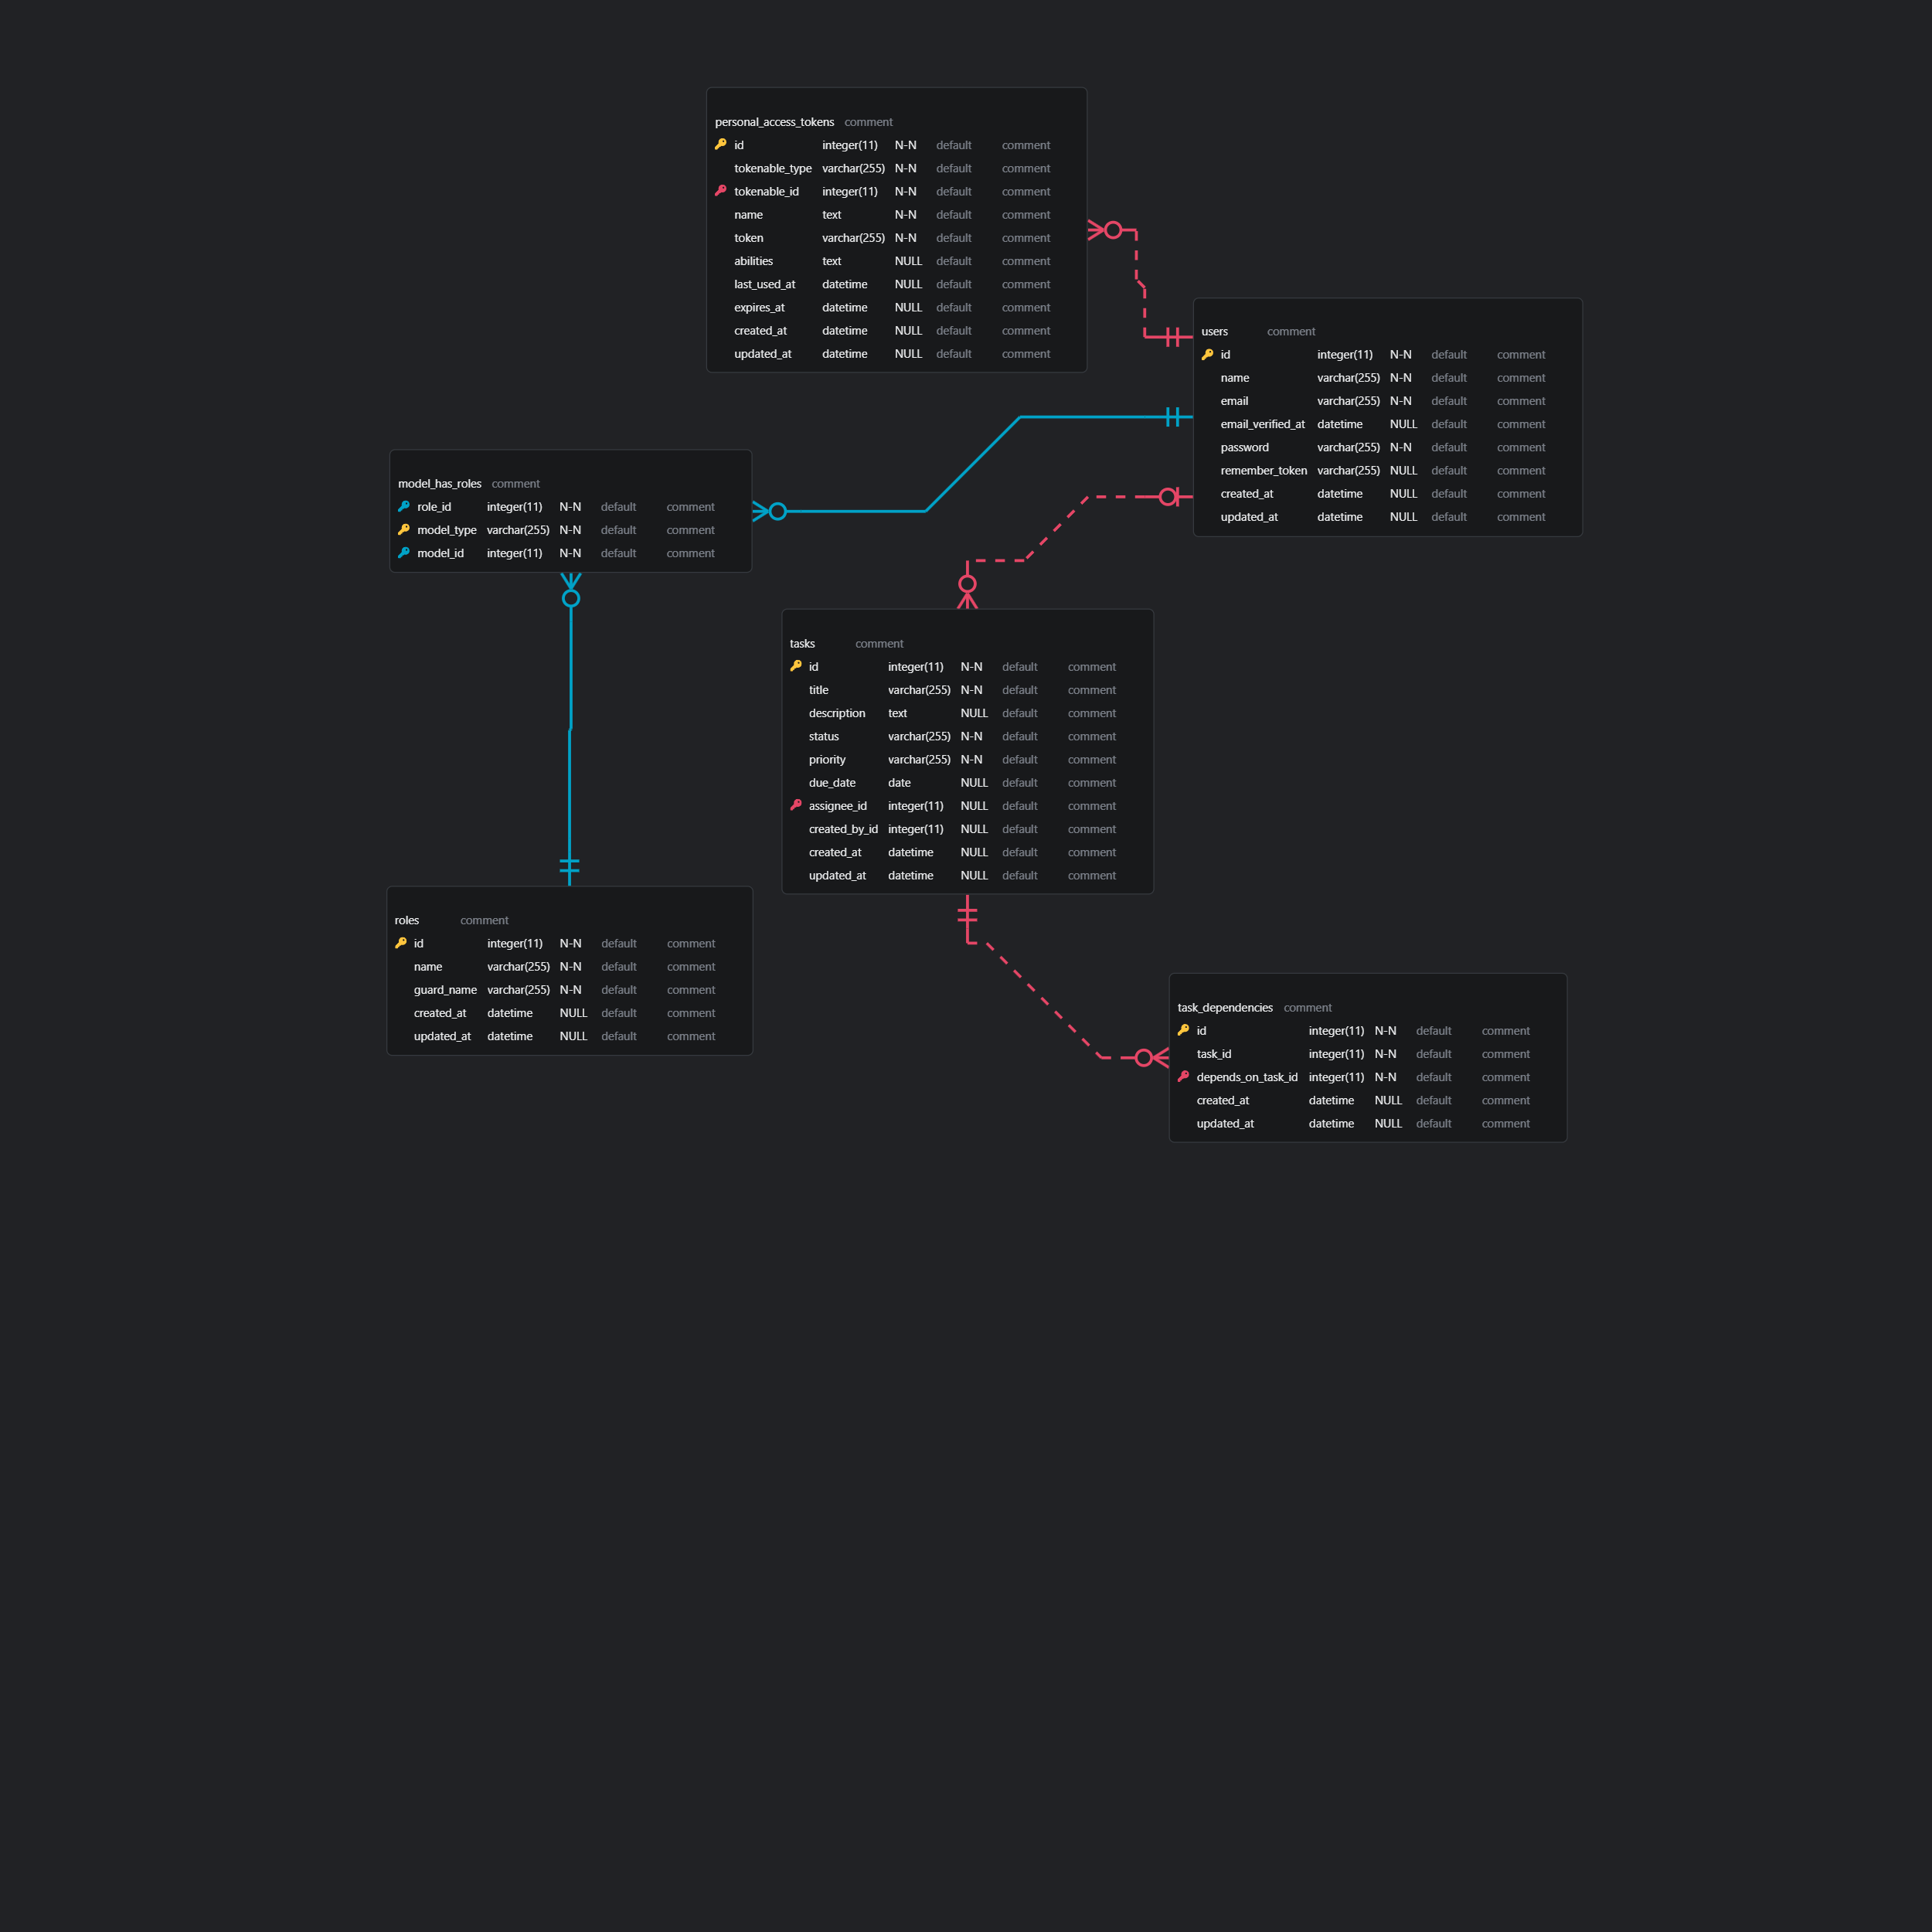 personal_access_tokens comment
id integer(11) N-N default comment
tokenable_type varchar(255) N-N default comment
tokenable_id integer(11) N-N default comment
name text N-N default comment
token varchar(255) N-N default comment
abilities text NULL default comment
last_used_at datetime NULL default comment
expires_at datetime NULL default comment
created_at datetime NULL default comment
updated_at datetime NULL default comment
users comment
id integer(11) N-N default comment
name varchar(255) N-N default comment
email varchar(255) N-N default comment
email_verified_at datetime NULL default comment
password varchar(255) N-N default comment
remember_token varchar(255) NULL default comment
created_at datetime NULL default comment
updated_at datetime NULL default comment
model_has_roles comment
role_id integer(11) N-N default comment
model_type varchar(255) N-N default comment
model_id integer(11) N-N default comment
tasks comment
id integer(11) N-N default comment
title varchar(255) N-N default comment
description text NULL default comment
status varchar(255) N-N default comment
priority varchar(255) N-N default comment
due_date date NULL default comment
assignee_id integer(11) NULL default comment
created_by_id integer(11) NULL default comment
created_at datetime NULL default comment
updated_at datetime NULL default comment
roles comment
id integer(11) N-N default comment
name varchar(255) N-N default comment
guard_name varchar(255) N-N default comment
created_at datetime NULL default comment
updated_at datetime NULL default comment
task_dependencies comment
id integer(11) N-N default comment
task_id integer(11) N-N default comment
depends_on_task_id integer(11) N-N default comment
created_at datetime NULL default comment
updated_at datetime NULL default comment